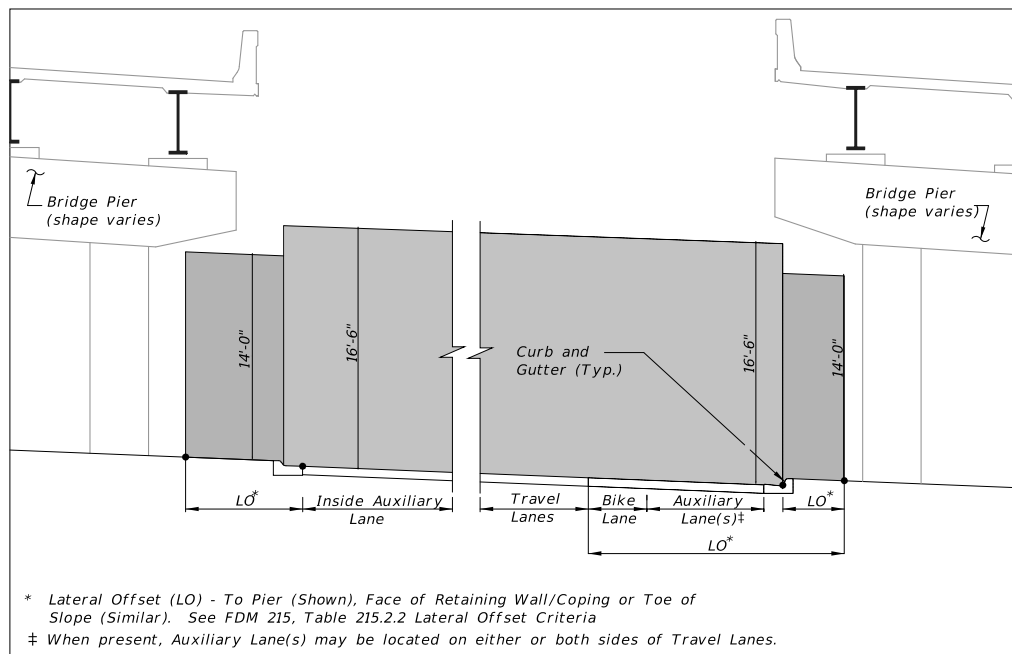 Bridge Pier
(shape varies)
Bridge Pier
(shape varies)
14'-0"
16'-6"
Curb and
Gutter (Typ.)
16'-6"
14'-0"
LO*
Inside Auxiliary
Lane
Travel
Lanes
Bike
Lane
Auxiliary
Lane(s)‡
LO*
LO*
* Lateral Offset (LO) - To Pier (Shown), Face of Retaining Wall/Coping or Toe of
Slope (Similar). See FDM 215, Table 215.2.2 Lateral Offset Criteria
‡ When present, Auxiliary Lane(s) may be located on either or both sides of Travel Lanes.